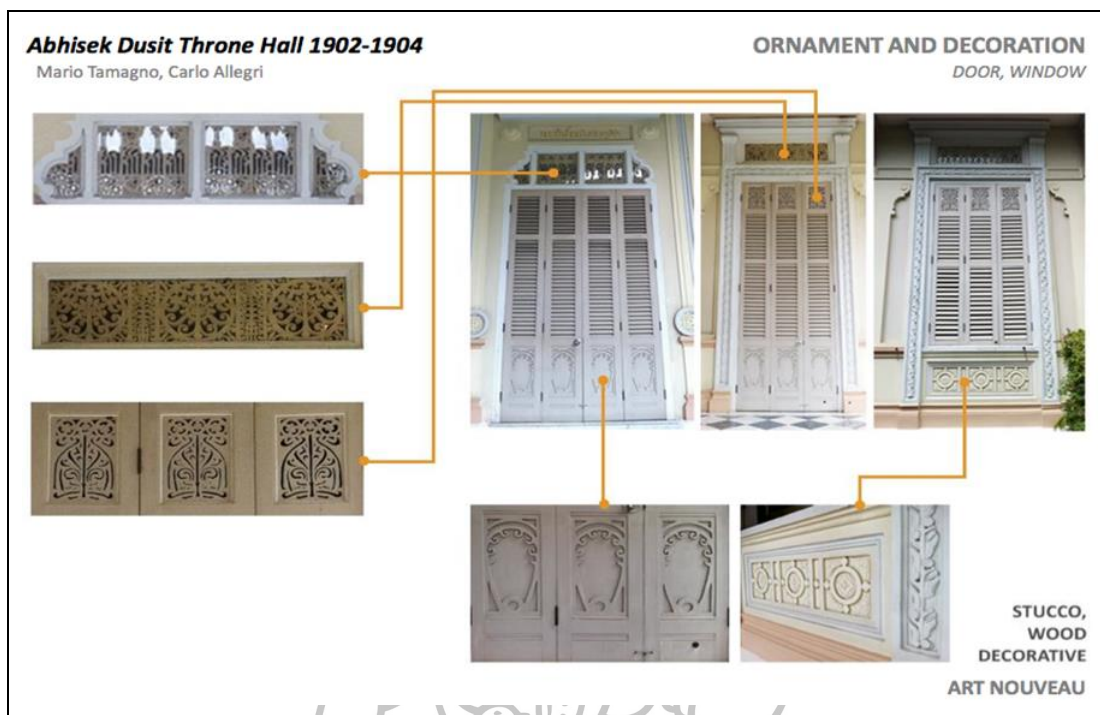 Abhisek Dusit Throne Hall 1902-1904
Mario Tamagno, Carlo Allegri
ORNAMENT AND DECORATION
DOOR, WINDOW
STUCCO,
WOOD
DECORATIVE
ART NOUVEAU